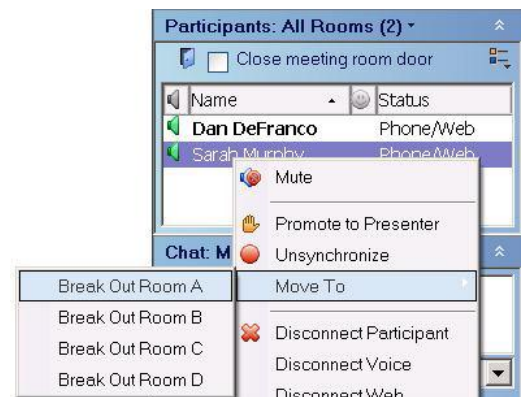 Participants: All Rooms (2)
Close meeting room door
Name Status
Dan DeFranco Phone/Web
Sarah Murphy Phone/Web
Mute
Promote to Presenter
Chat: M
Unsynchronize
Move To
Break Out Room A
Break Out Room B
Break Out Room C
Break Out Room D
Disconnect Participant
Disconnect Voice
Disconnect Web